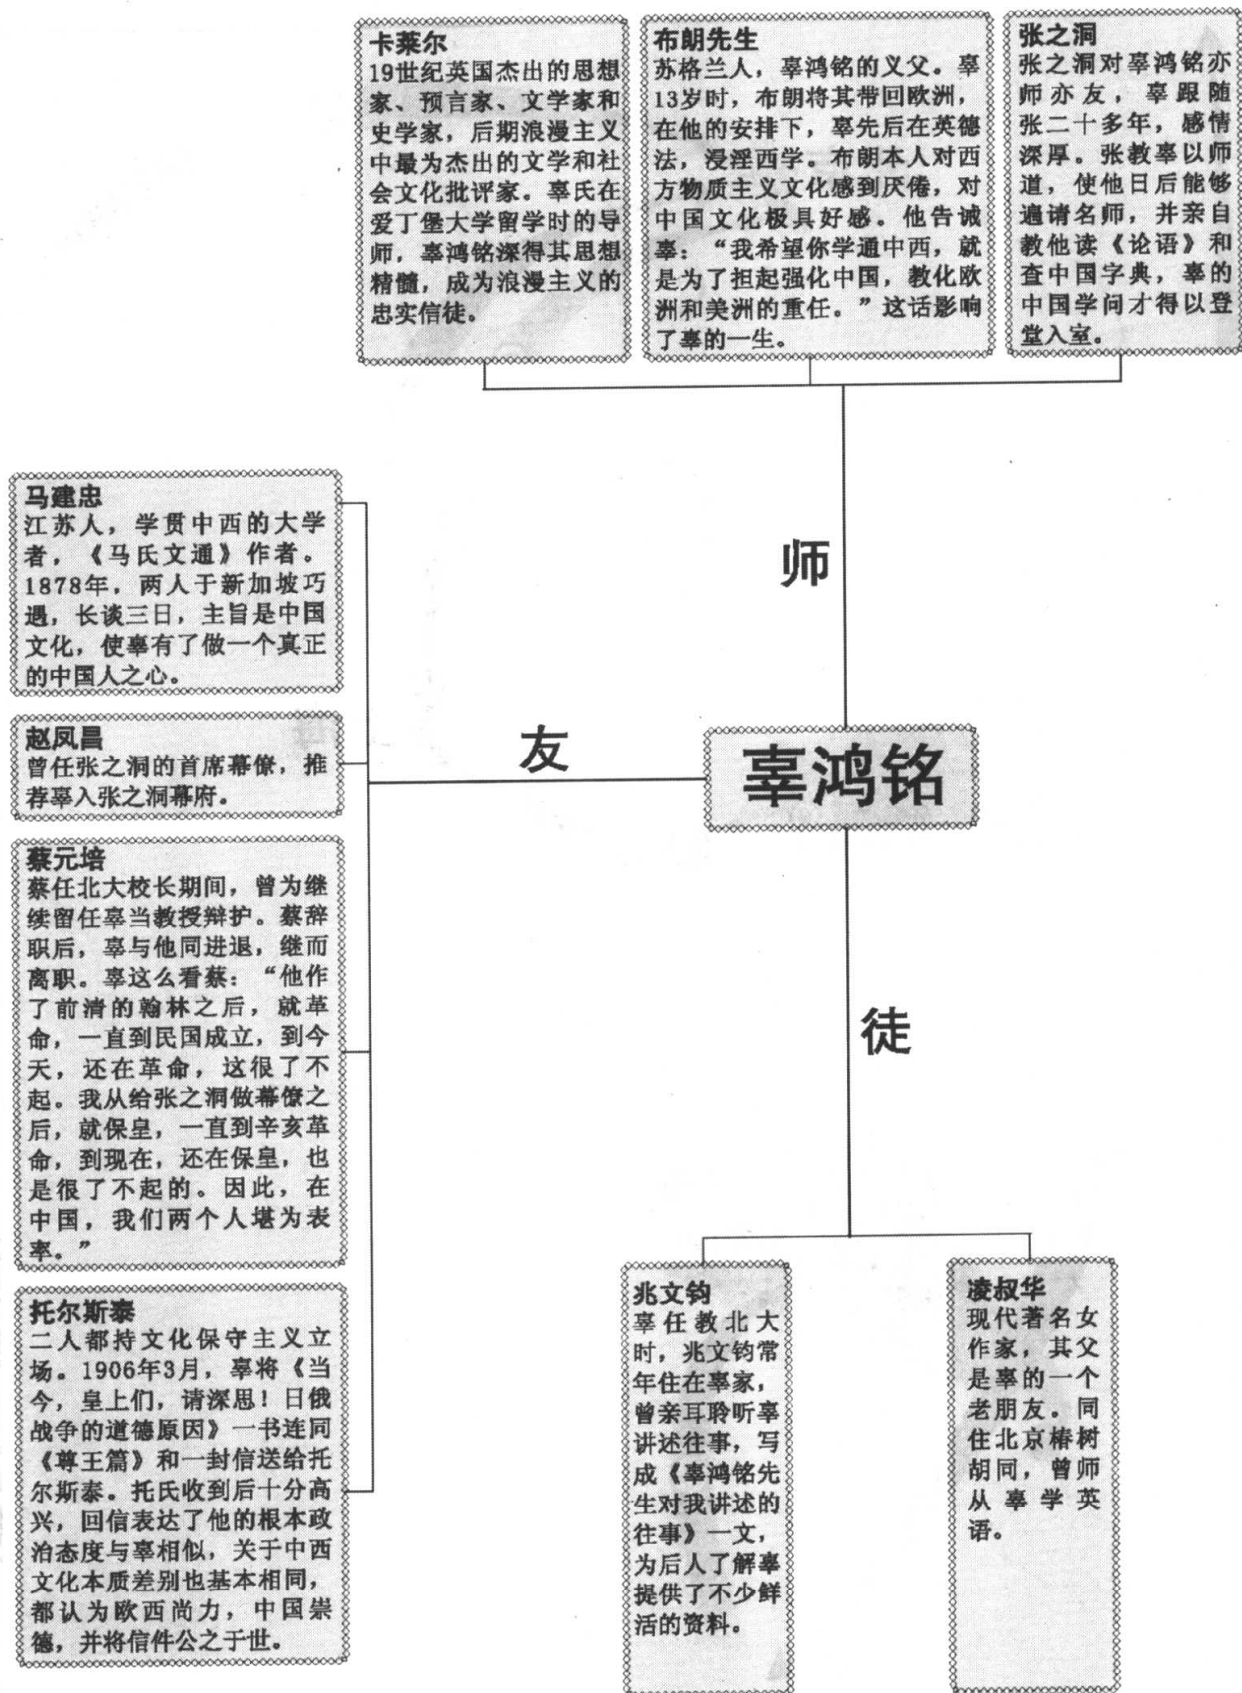 卡莱尔
19世纪英国杰出的思想
家、预言家、文学家和
史学家，后期浪漫主义
中最为杰出的文学和社
会文化批评家。辜氏在
爱丁堡大学留学时的导
师，辜鸿铭深得其思想
精髓，成为浪漫主义的
忠实信徒。
布朗先生
苏格兰人，辜鸿铭的义父。辜
13岁时，布朗将其带回欧洲，
在他的安排下，辜先后在英德
法，浸淫西学。布朗本人对西
方物质主义文化感到厌倦，对
中国文化极具好感。他告诫
辜：“我希望你学通中西，就
是为了担起强化中国，教化欧
洲和美洲的重任。”这话影响
了辜的一生。
张之洞
张之洞对辜鸿铭亦
师亦友，辜跟随
张二十多年，感情
深厚。张教辜以师
道，使他日后能够
遍请名师，并亲自
教他读《论语》和
查中国字典，辜的
中国学问才得以登
堂入室。
师
马建忠
江苏人，学贯中西的大学
者，《马氏文通》作者。
1878年，两人于新加坡巧
遇，长谈三日，主旨是中国
文化，使辜有了做一个真正
的中国人之心。
赵凤昌
曾任张之洞的首席幕僚，推
荐辜入张之洞幕府。
友
辜鸿铭
蔡元培
蔡任北大校长期间，曾为继
续留任辜当教授辩护。蔡辞
职后，辜与他同进退，继而
离职。辜这么看蔡：“他作
了前清的翰林之后，就革
命，一直到民国成立，到今
天，还在革命，这很了不
起。我从给张之洞做幕僚之
后，就保皇，一直到辛亥革
命，到现在，还在保皇，也
是很了不起的。因此，在
中国，我们两个人堪为表
率。”
托尔斯泰
二人都持文化保守主义立
场。1906年3月，辜将《当
今，皇上们，请深思！日俄
战争的道德原因》一书连同
《尊王篇》和一封信送给托
尔斯泰。托氏收到后十分高
兴，回信表达了他的根本政
治态度与辜相似，关于中西
文化本质差别也基本相同，
都认为欧西尚力，中国崇
德，并将信件公之于世。
徒
兆文钧
辜任教北大
时，兆文钧常
年住在辜家，
曾亲耳聆听辜
讲述往事，写
成《辜鸿铭先
生对我讲述的
往事》一文，
为后人了解辜
提供了不少鲜
活的资料。
凌叔华
现代著名女
作家，其父
是辜的一个
老朋友。同
住北京椿树
胡同，曾师
从辜学英
语。